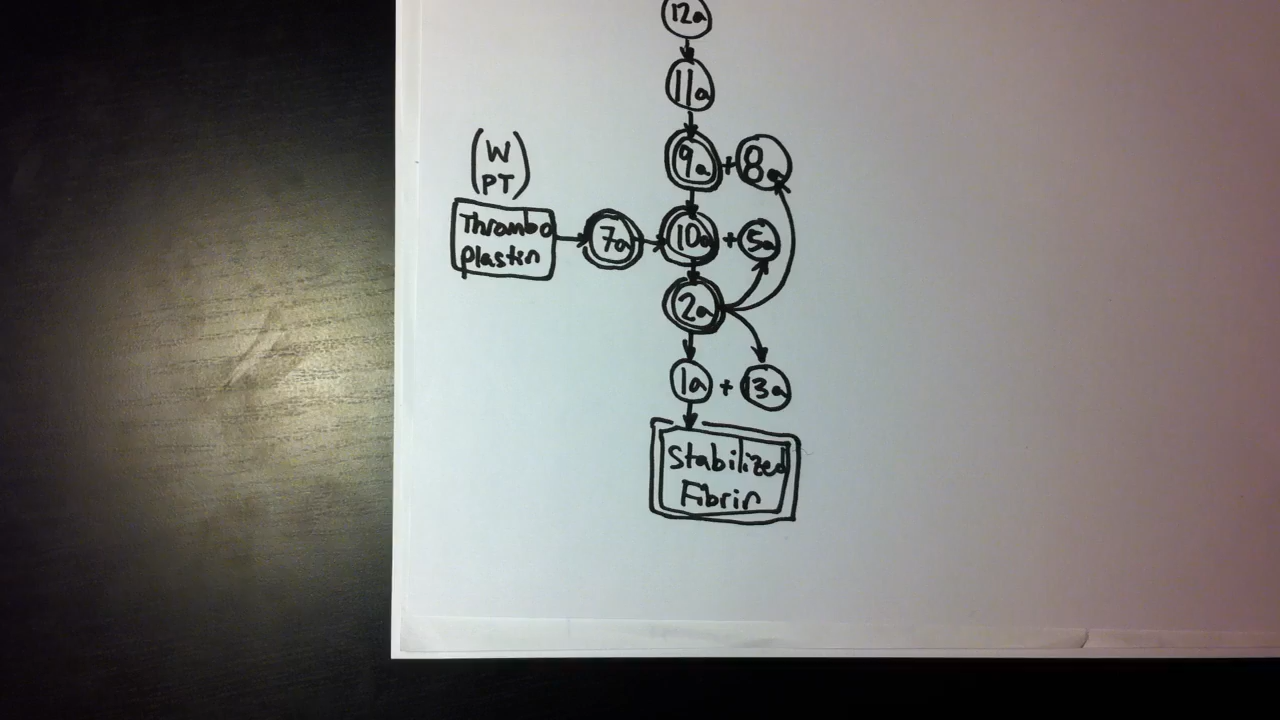 12a
11a
9a + 8a
(W
PT)
Thrombo
plastin
7a 10a + 5a
2a
1a + 13a
Stabilized
Fibrin